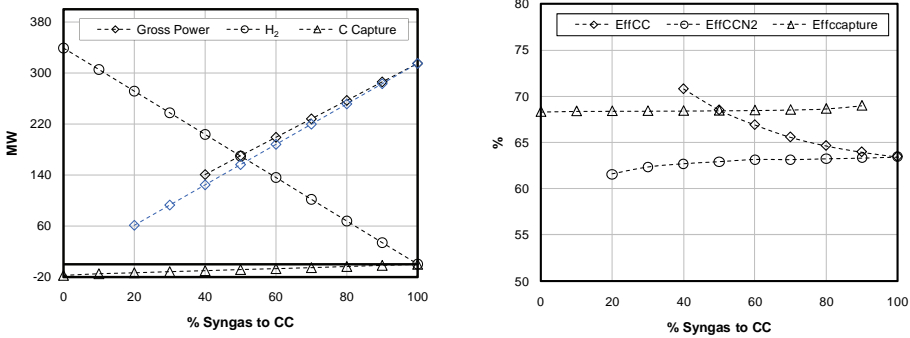 Gross Power H₂ C Capture
380
300
220
140
60
-20
MW
0 20 40 60 80 100
% Syngas to CC
EffCC EffCCN2 Effccapture
80
75
70
65
60
55
50
%
0 20 40 60 80 100
% Syngas to CC